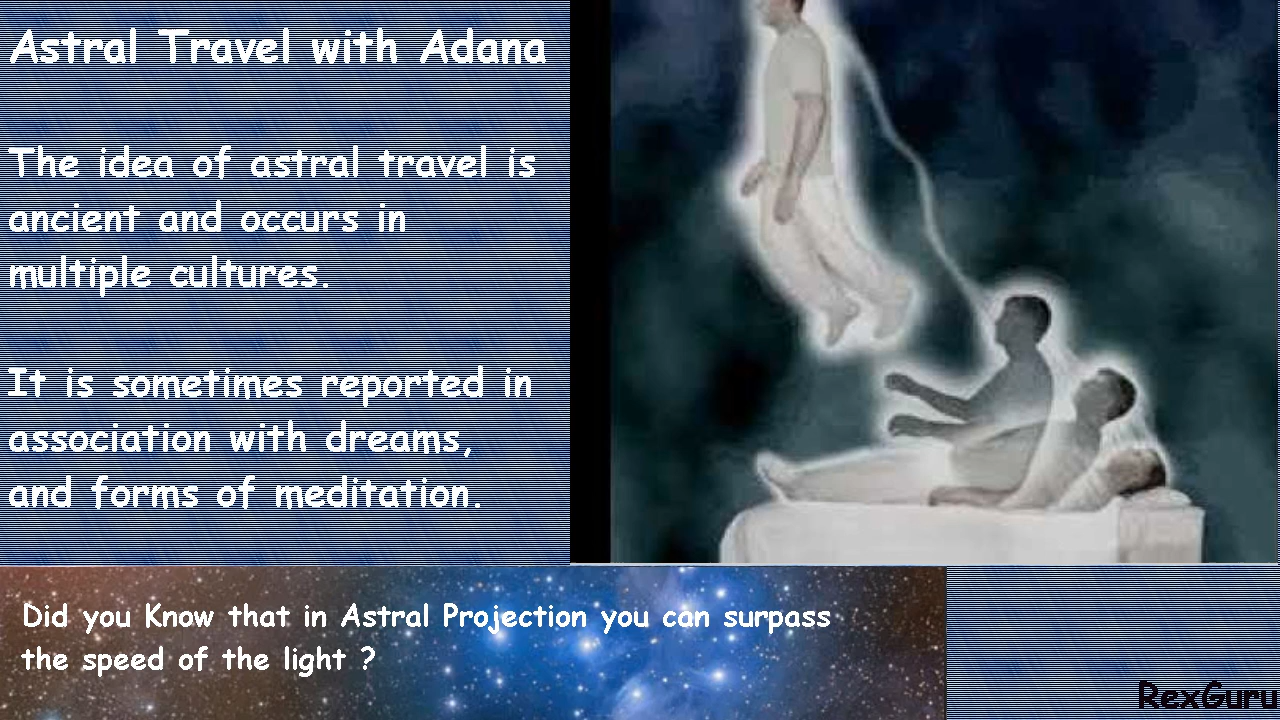 Astral Travel with Adana
The idea of astral travel is
ancient and occurs in
multiple cultures.
It is sometimes reported in
association with dreams,
and forms of meditation.
Did you Know that in Astral Projection you can surpass
the speed of the light ?
RexGuru